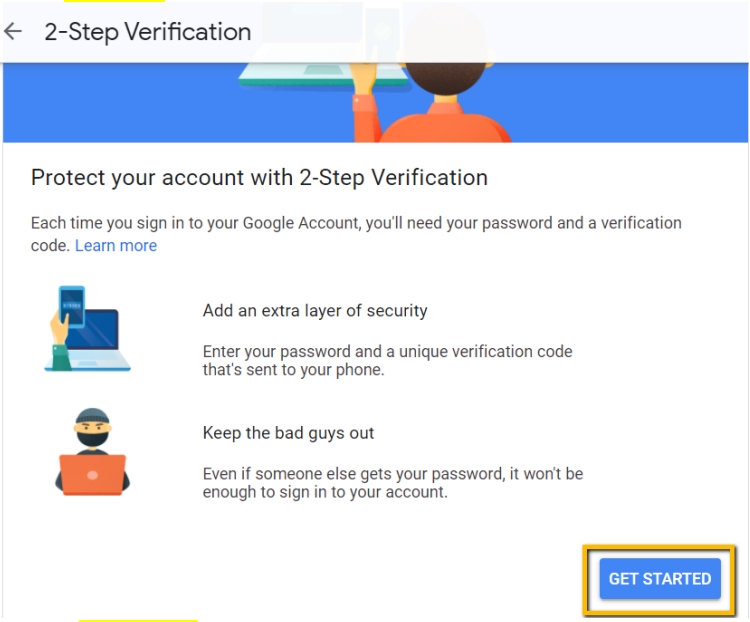 2-Step Verification
Protect your account with 2-Step Verification
Each time you sign in to your Google Account, you'll need your password and a verification
code. Learn more
Add an extra layer of security
Enter your password and a unique verification code
that's sent to your phone.
Keep the bad guys out
Even if someone else gets your password, it won't be
enough to sign in to your account.
GET STARTED